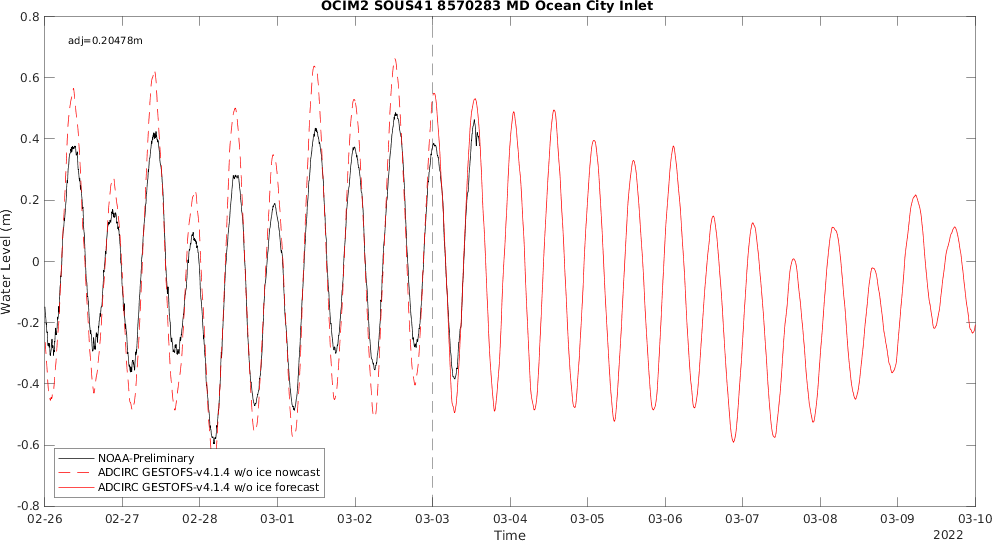 OCIM2 SOUS41 8570283 MD Ocean City Inlet
adj=0.20478m
0.8
0.6
0.4
0.2
0
-0.2
-0.4
-0.6
-0.8
Water Level (m)
NOAA-Preliminary
ADCIRC GESTOFS-v4.1.4 w/o ice nowcast
ADCIRC GESTOFS-v4.1.4 w/o ice forecast
02-26 02-27 02-28 03-01 03-02 03-03 03-04 03-05 03-06 03-07 03-08 03-09 03-10
Time
2022